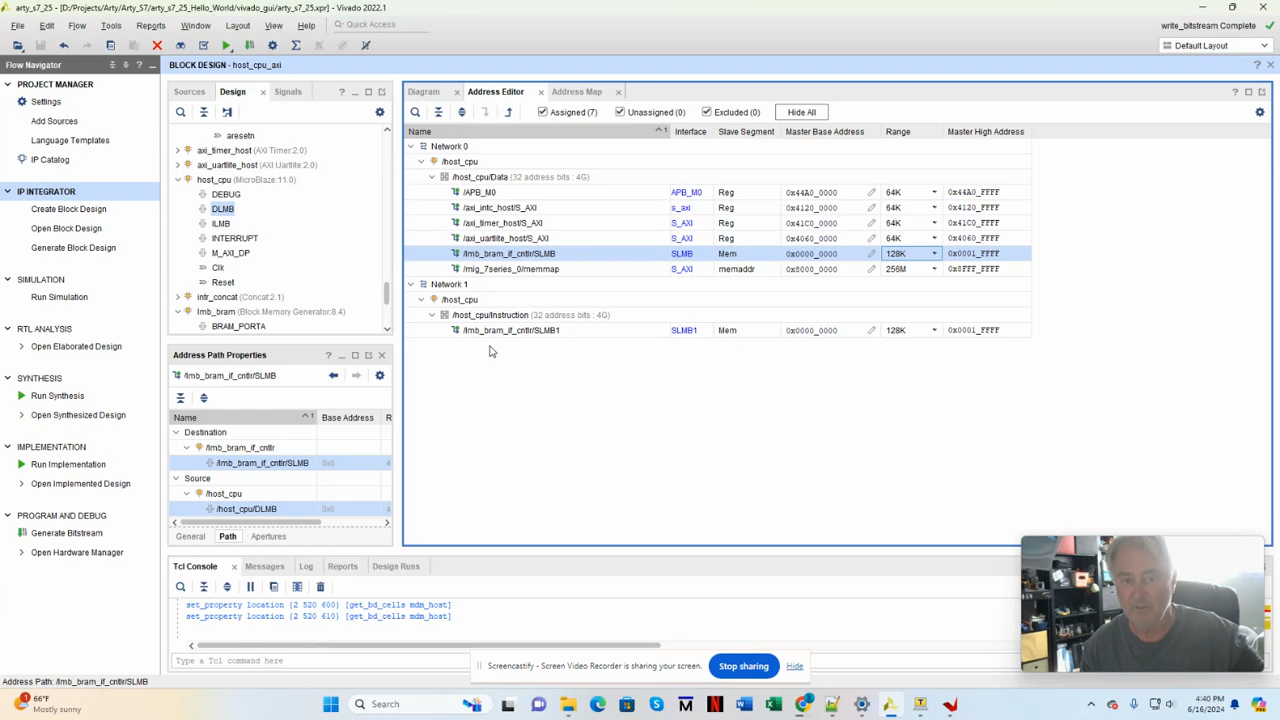 arty_s7_25 - [D:/Projects/Arty/Arty_S7/arty_s7_25_Hello_World/vivado_gui/arty_s7_25.xpr] - Vivado 2022.1
File Edit Flow Tools Reports Window Layout View Help Quick Access write_bitstream Complete
Default Layout
Flow Navigator
PROJECT MANAGER
Settings
Add Sources
Language Templates
IP Catalog
IP INTEGRATOR
Create Block Design
Open Block Design
Generate Block Design
SIMULATION
Run Simulation
RTL ANALYSIS
Open Elaborated Design
SYNTHESIS
Run Synthesis
Open Synthesized Design
IMPLEMENTATION
Run Implementation
Open Implemented Design
PROGRAM AND DEBUG
Generate Bitstream
Open Hardware Manager
BLOCK DESIGN - host_cpu_axi
Sources Design Signals
aresetn
axi_timer_host (AXI Timer:2.0)
axi_uartlite_host (AXI Uartlite:2.0)
host_cpu (MicroBlaze:11.0)
DEBUG
DLMB
ILMB
INTERRUPT
M_AXI_DP
Clk
Reset
intr_concat (Concat:2.1)
lmb_bram (Block Memory Generator:8.4)
BRAM_PORTA
Address Path Properties
/lmb_bram_if_cntlr/SLMB
Name Base Address R
Destination
/lmb_bram_if_cntlr
/lmb_bram_if_cntlr/SLMB 0x0 4
Source
/host_cpu
/host_cpu/DLMB 0x0 4
General Path Apertures
Diagram Address Editor Address Map
Assigned (7) Unassigned (0) Excluded (0) Hide All
Name Interface Slave Segment Master Base Address Range Master High Address
Network 0
/host_cpu
/host_cpu/Data (32 address bits : 4G)
/APB_M0 APB_M0 Reg 0x44A0_0000 64K 0x44A0_FFFF
/axi_intc_host/S_AXI s_axi Reg 0x4120_0000 64K 0x4120_FFFF
/axi_timer_host/S_AXI S_AXI Reg 0x41C0_0000 64K 0x41C0_FFFF
/axi_uartlite_host/S_AXI S_AXI Reg 0x4060_0000 64K 0x4060_FFFF
/lmb_bram_if_cntlr/SLMB SLMB Mem 0x0000_0000 128K 0x0001_FFFF
/mig_7series_0/memmap S_AXI memaddr 0x8000_0000 256M 0x8FFF_FFFF
Network 1
/host_cpu
/host_cpu/Instruction (32 address bits : 4G)
/lmb_bram_if_cntlr/SLMB1 SLMB1 Mem 0x0000_0000 128K 0x0001_FFFF
Tcl Console Messages Log Reports Design Runs
set_property location {2 520 600} [get_bd_cells mdm_host]
set_property location {2 520 610} [get_bd_cells mdm_host]
Type a Tcl command here
Screencastify - Screen Video Recorder is sharing your screen. Stop sharing Hide
Address Path: /lmb_bram_if_cntlr/SLMB
66°F
Mostly sunny
Search
4:40 PM
6/16/2024